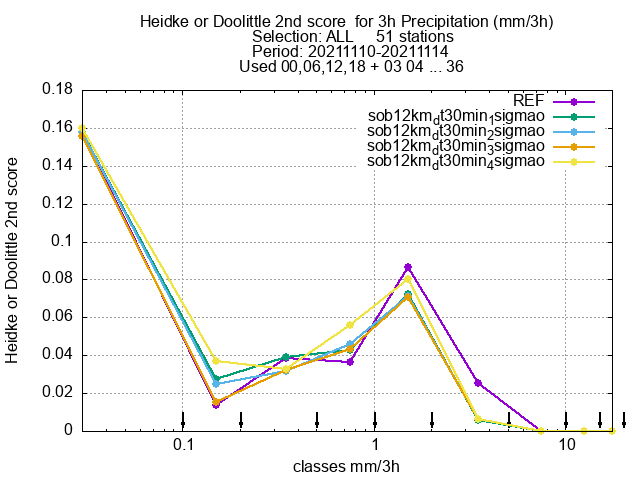 Heidke or Doolittle 2nd score  for 3h Precipitation (mm/3h)
Selection: ALL     51 stations
Period: 20211110-20211114
Used 00,06,12,18 + 03 04 ... 36
REF
sob12km_dt30min_1sigmao
sob12km_dt30min_2sigmao
sob12km_dt30min_3sigmao
sob12km_dt30min_4sigmao
Heidke or Doolittle 2nd score
0.18
0.16
0.14
0.12
0.1
0.08
0.06
0.04
0.02
0
0.1 1 10
classes mm/3h